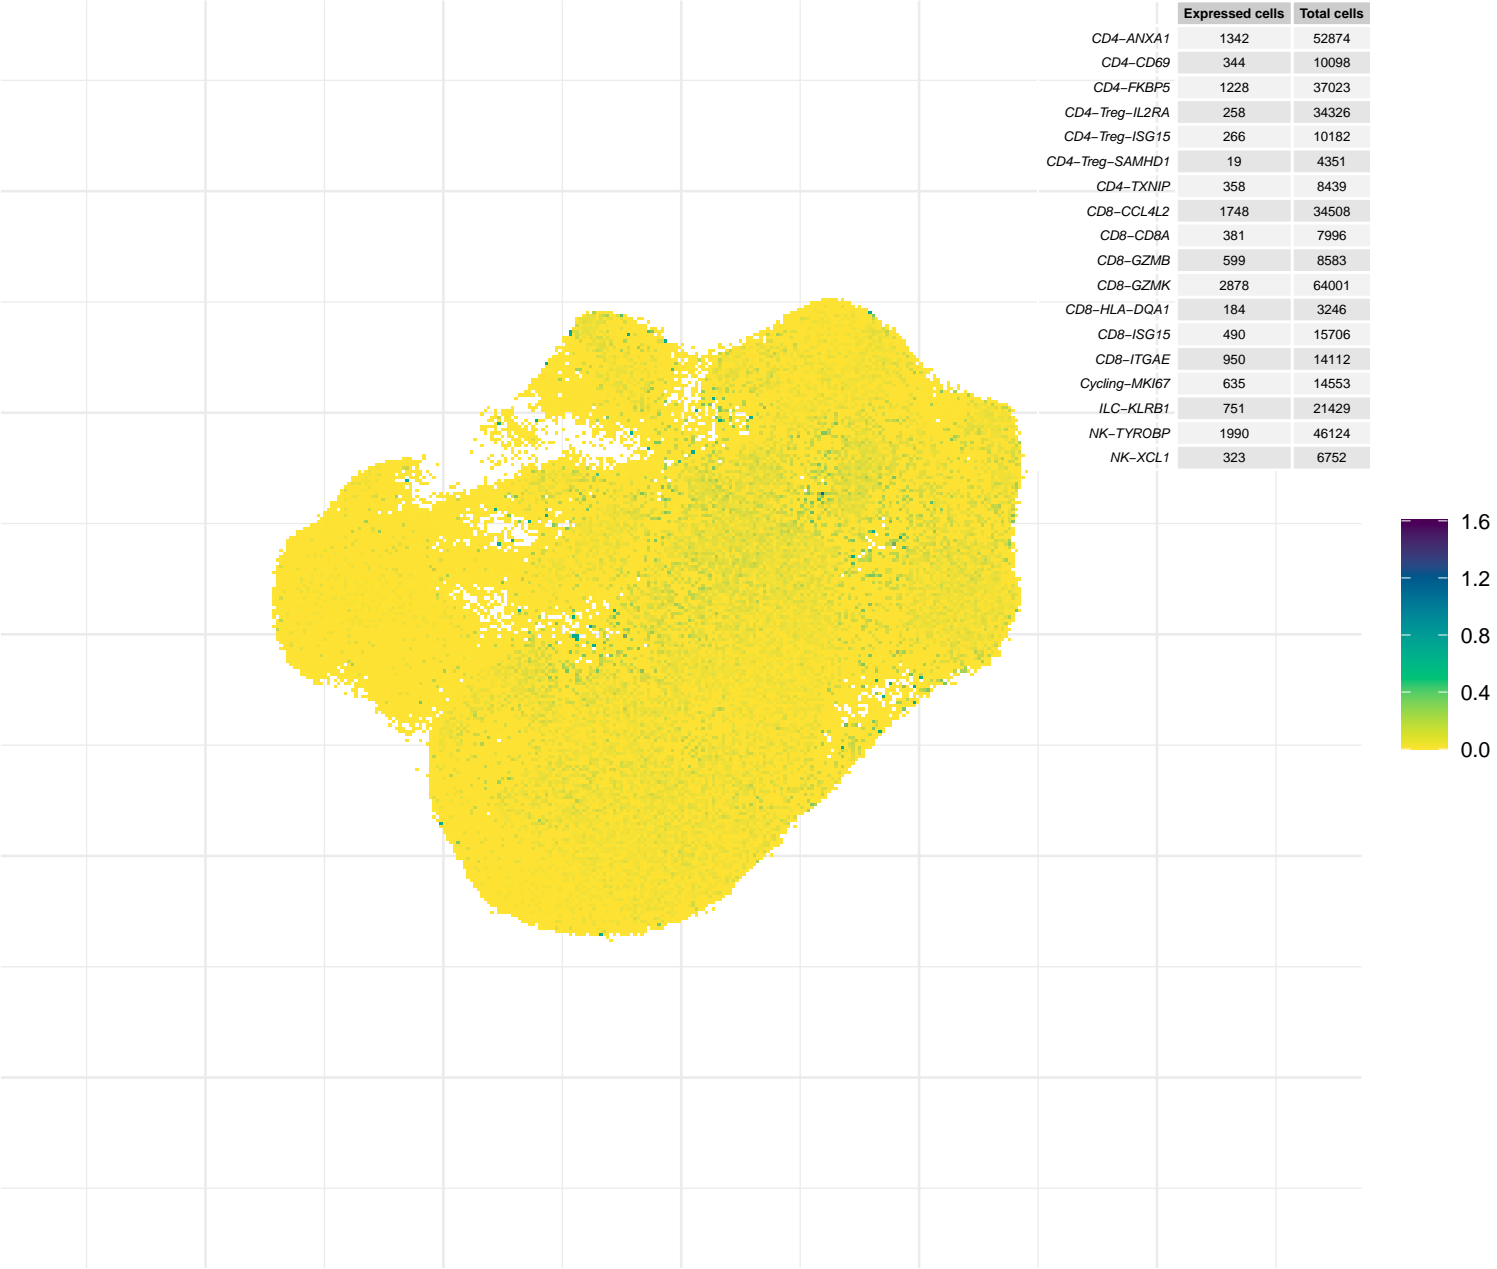 Expressed cells Total cells
CD4−ANXA1 1342 52874
CD4−CD69 344 10098
CD4−FKBP5 1228 37023
CD4−Treg−IL2RA 258 34326
CD4−Treg−ISG15 266 10182
CD4−Treg−SAMHD1 19 4351
CD4−TXNIP 358 8439
CD8−CCL4L2 1748 34508
CD8−CD8A 381 7996
CD8−GZMB 599 8583
CD8−GZMK 2878 64001
CD8−HLA−DQA1 184 3246
CD8−ISG15 490 15706
CD8−ITGAE 950 14112
Cycling−MKI67 635 14553
ILC−KLRB1 751 21429
NK−TYROBP 1990 46124
NK−XCL1 323 6752
1.6
1.2
0.8
0.4
0.0